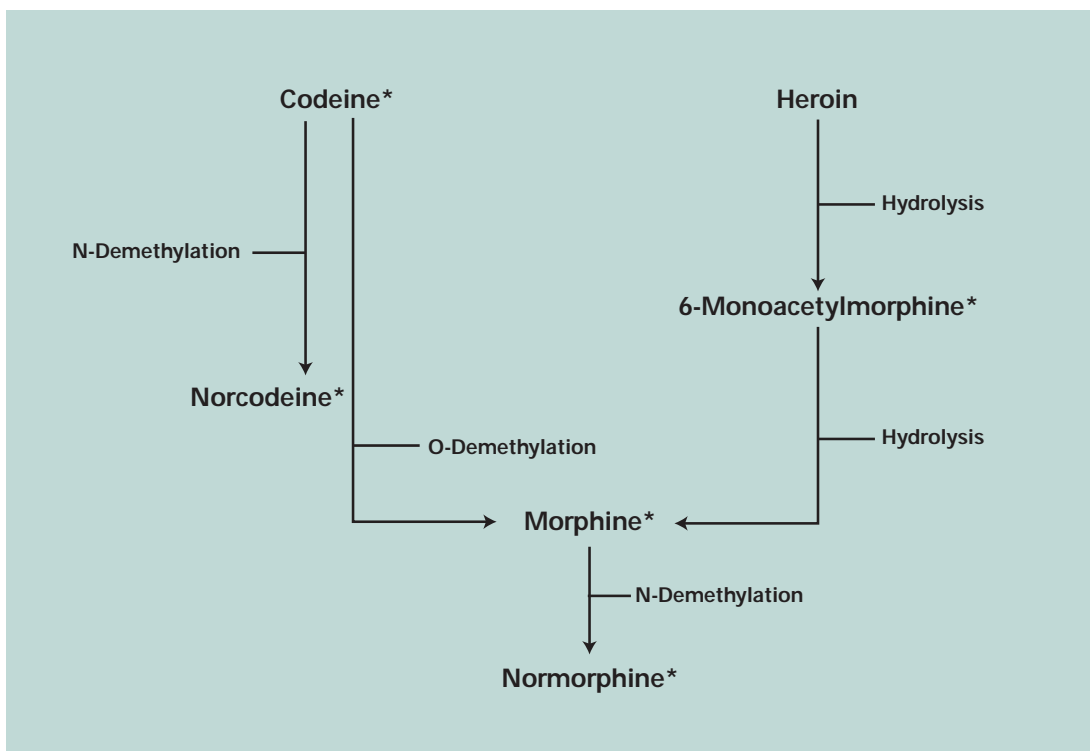 Codeine*
Heroin
Hydrolysis
N-Demethylation
6-Monoacetylmorphine*
Norcodeine*
O-Demethylation
Hydrolysis
Morphine*
N-Demethylation
Normorphine*